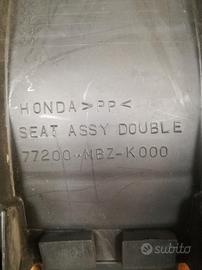 HONDA >PP<
SEAT ASSY DOUBLE
77200-MBZ-K000
subito